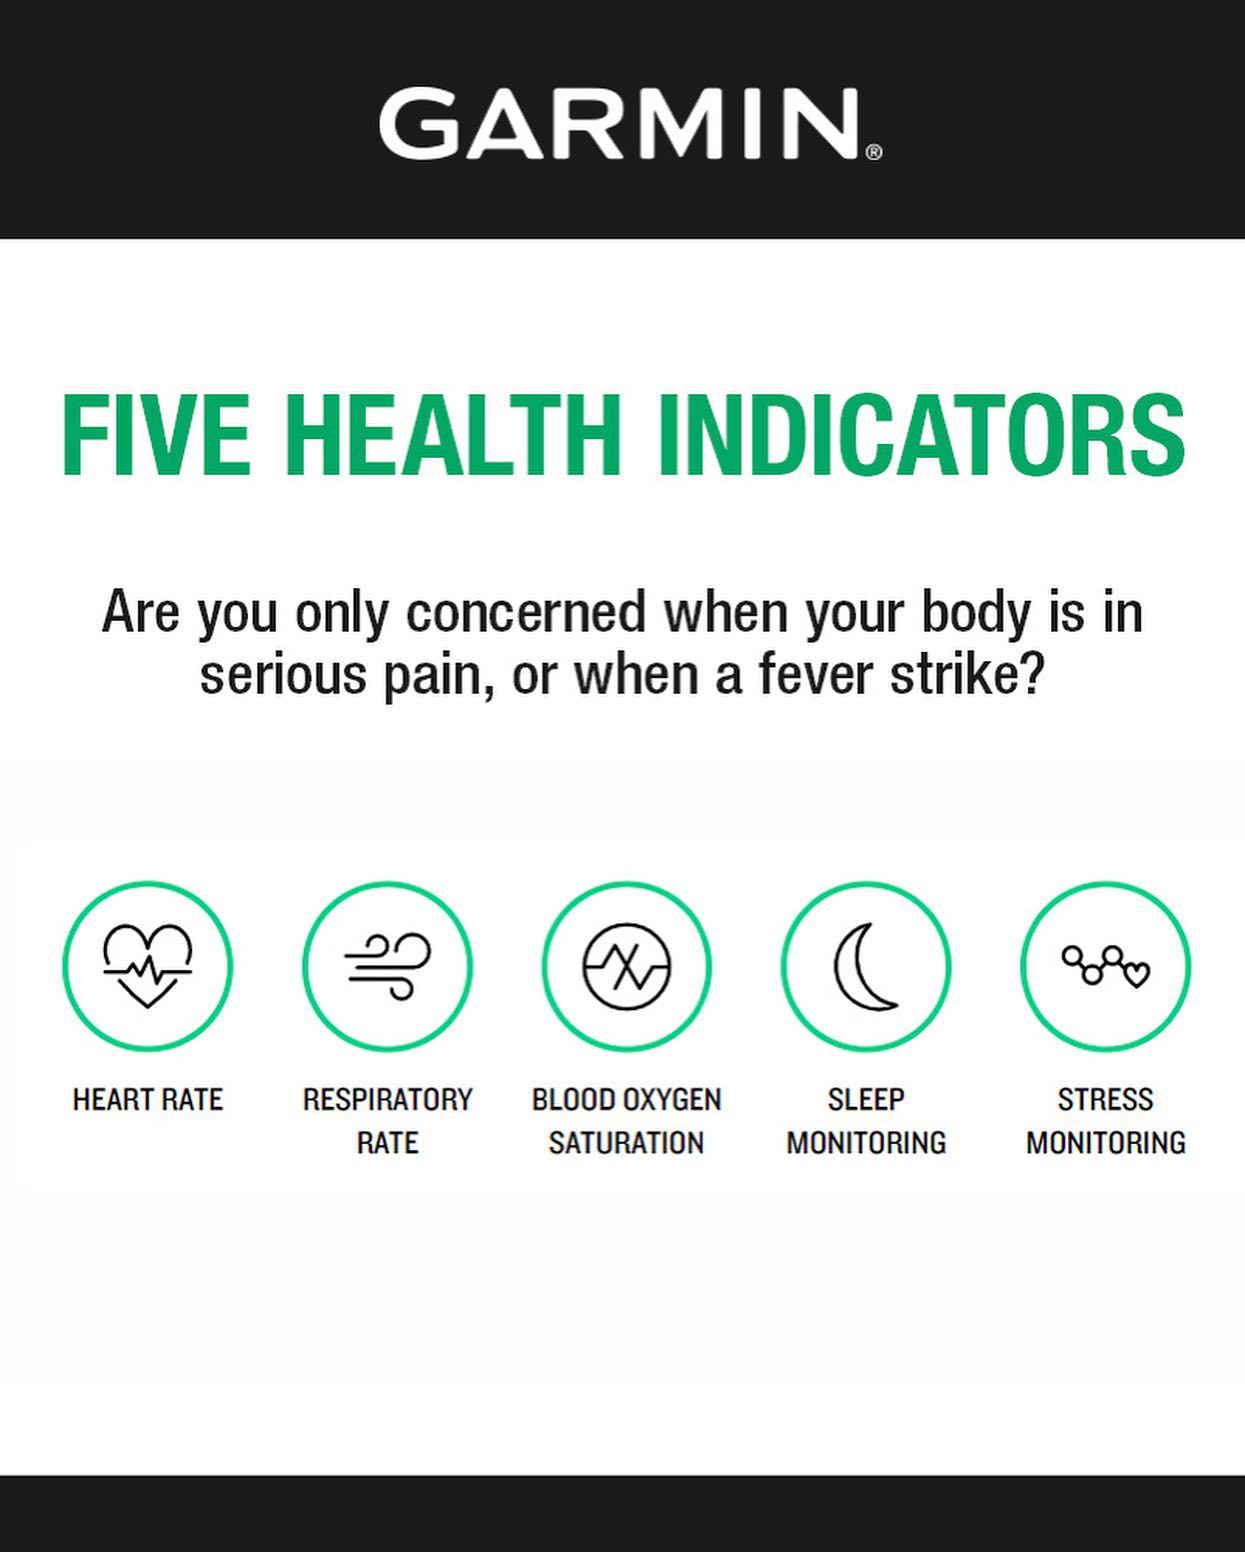 GARMIN®
FIVE HEALTH INDICATORS
Are you only concerned when your body is in
serious pain, or when a fever strike?
HEART RATE
RESPIRATORY
RATE
BLOOD OXYGEN
SATURATION
SLEEP
MONITORING
STRESS
MONITORING